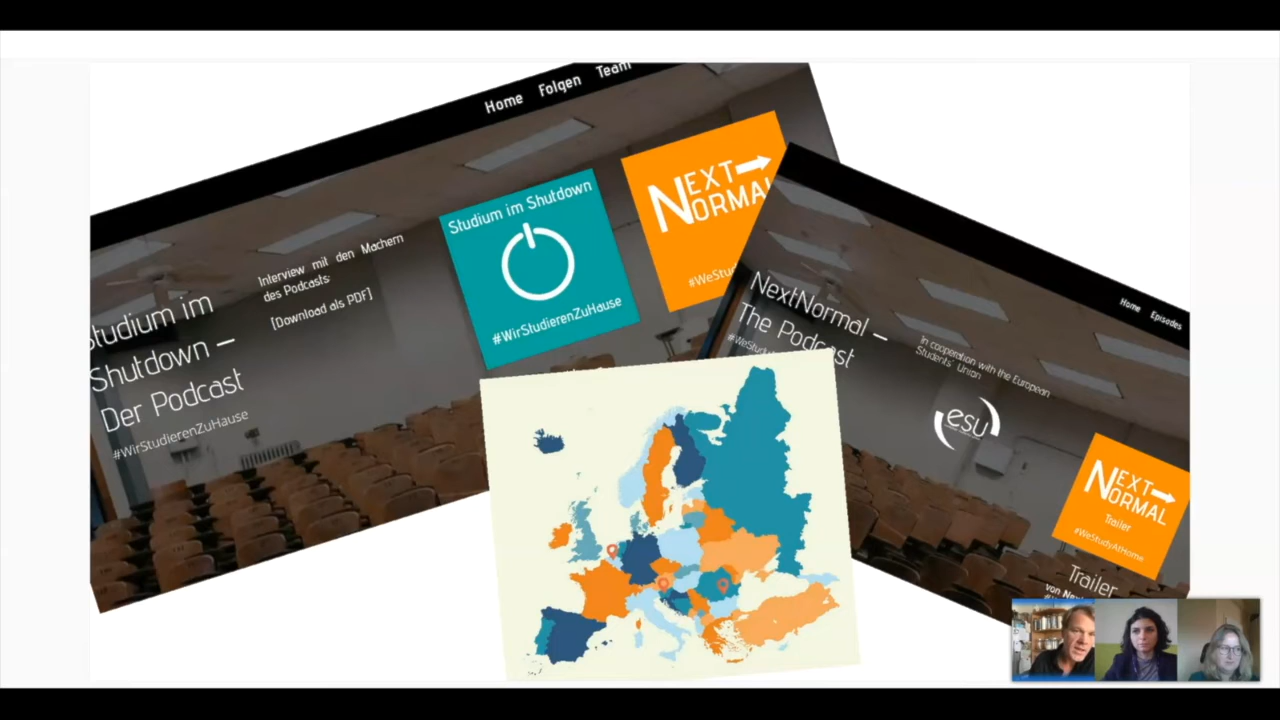 Home Folgen Team
Studium im
Shutdown –
Der Podcast
#WirStudierenZuHause
Interview mit den Machern
des Podcasts:
[Download als PDF]
Studium im Shutdown
#WirStudierenZuHause
NEXT
NORMAL
Home Episodes
NextNormal –
The Podcast
in cooperation with the European
Students' Union
esu
NEXT
NORMAL
Trailer
#WeStudyAtHome
Trailer